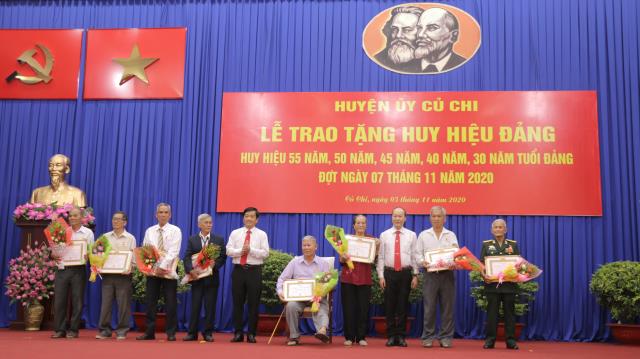 HUYỆN ỦY CỦ CHI
LỄ TRAO TẶNG HUY HIỆU ĐẢNG
HUY HIỆU 55 NĂM, 50 NĂM, 45 NĂM, 40 NĂM, 30 NĂM TUỔI ĐẢNG
ĐỢT NGÀY 07 THÁNG 11 NĂM 2020
Củ Chi, ngày 03 tháng 11 năm 2020